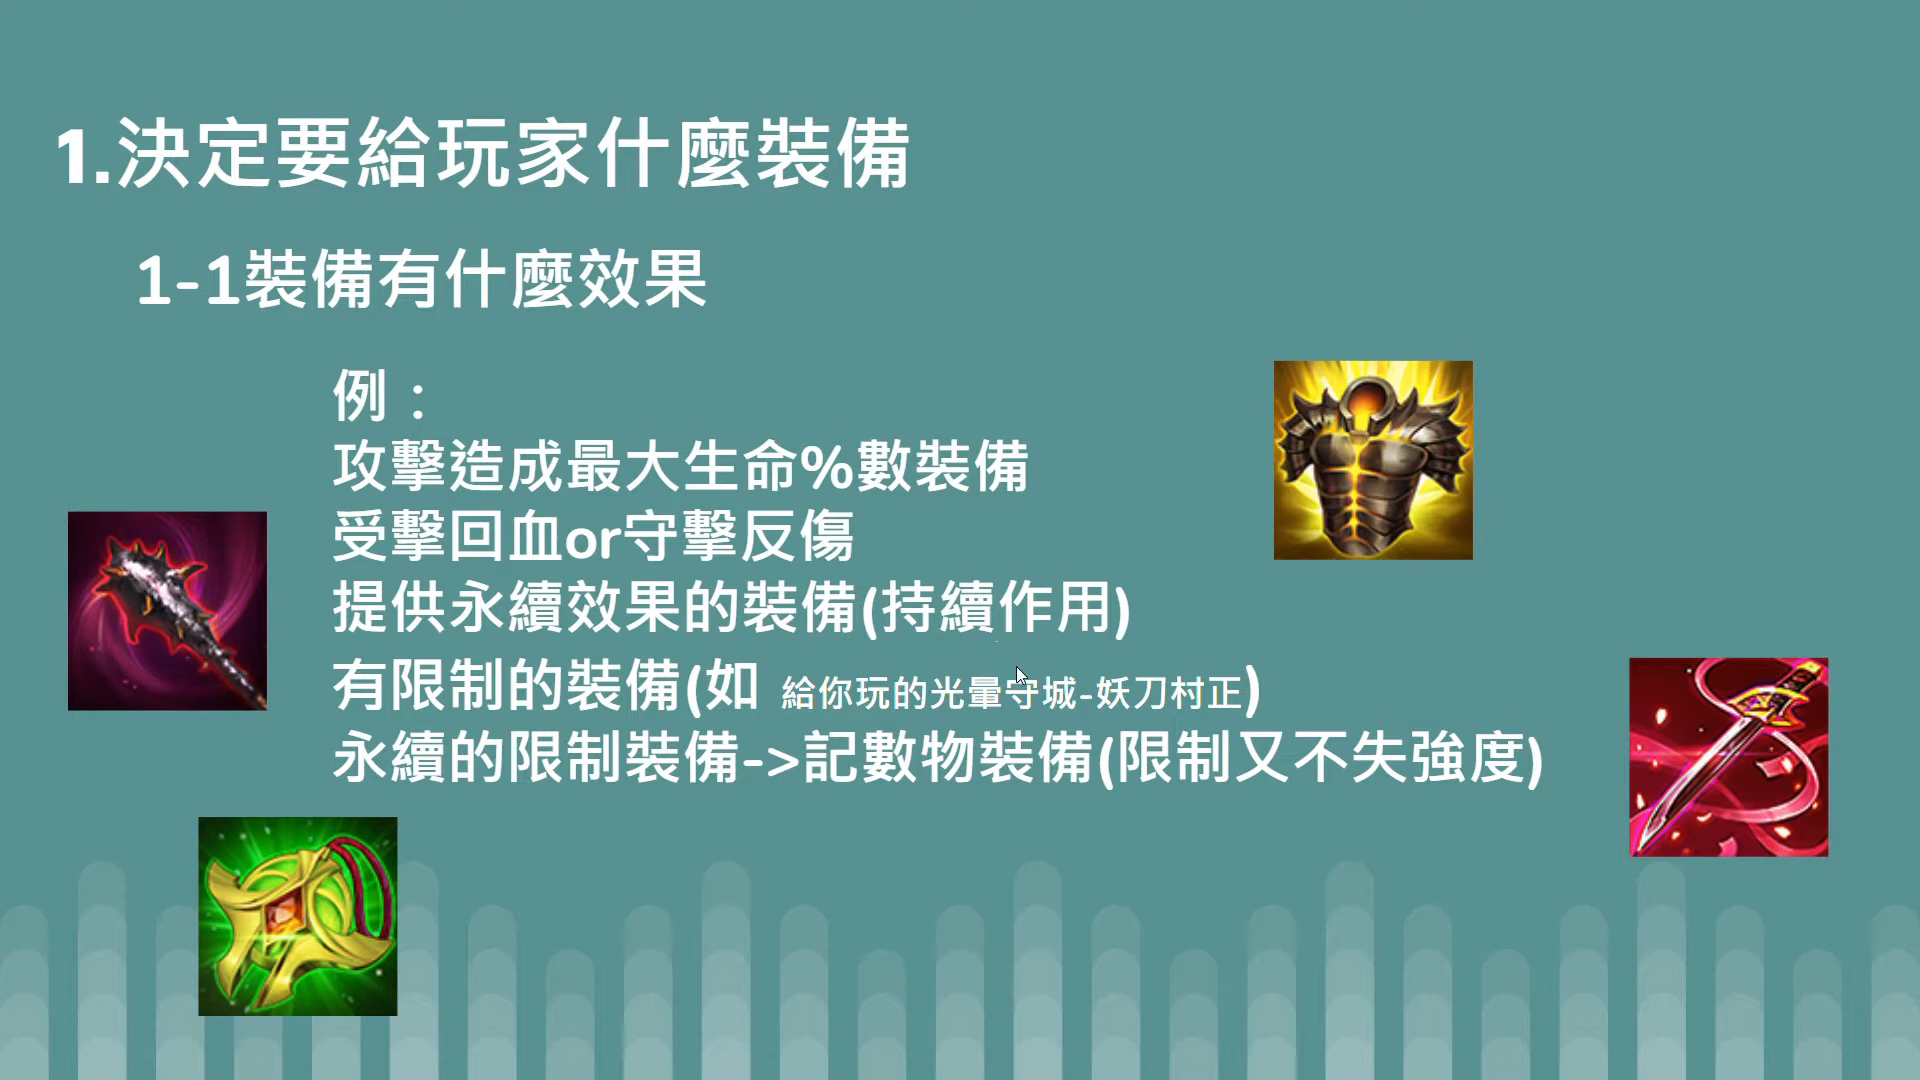 1.決定要給玩家什麼裝備
1-1裝備有什麼效果
例：
攻擊造成最大生命%數裝備
受擊回血or守擊反傷
提供永續效果的裝備(持續作用)
有限制的裝備(如 給你玩的光暈守城-妖刀村正)
永續的限制裝備->記數物裝備(限制又不失強度)